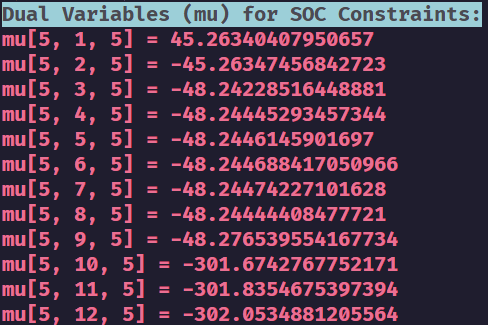 Dual Variables (mu) for SOC Constraints:
mu[5, 1, 5] = 45.26340407950657
mu[5, 2, 5] = -45.26347456842723
mu[5, 3, 5] = -48.24228516448881
mu[5, 4, 5] = -48.24445293457344
mu[5, 5, 5] = -48.2446145901697
mu[5, 6, 5] = -48.244688417050966
mu[5, 7, 5] = -48.24474227101628
mu[5, 8, 5] = -48.24444408477721
mu[5, 9, 5] = -48.276539554167734
mu[5, 10, 5] = -301.6742767752171
mu[5, 11, 5] = -301.8354675397394
mu[5, 12, 5] = -302.0534881205564